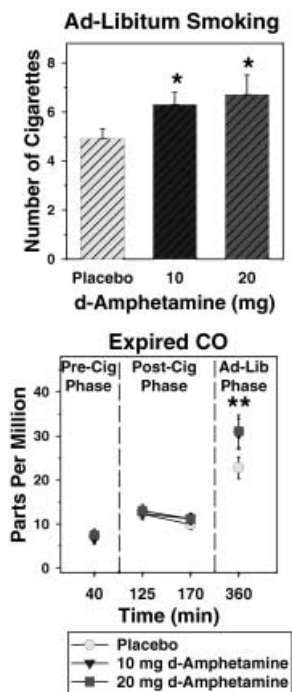 Ad-Libitum Smoking
Number of Cigarettes
8
6
4
2
0
* *
Placebo 10 20
d-Amphetamine (mg)
Expired CO
Pre-Cig Post-Cig Ad-Lib
Phase Phase Phase
**
Parts Per Million
40
30
20
10
0
40 125 170 360
Time (min)
Placebo
10 mg d-Amphetamine
20 mg d-Amphetamine